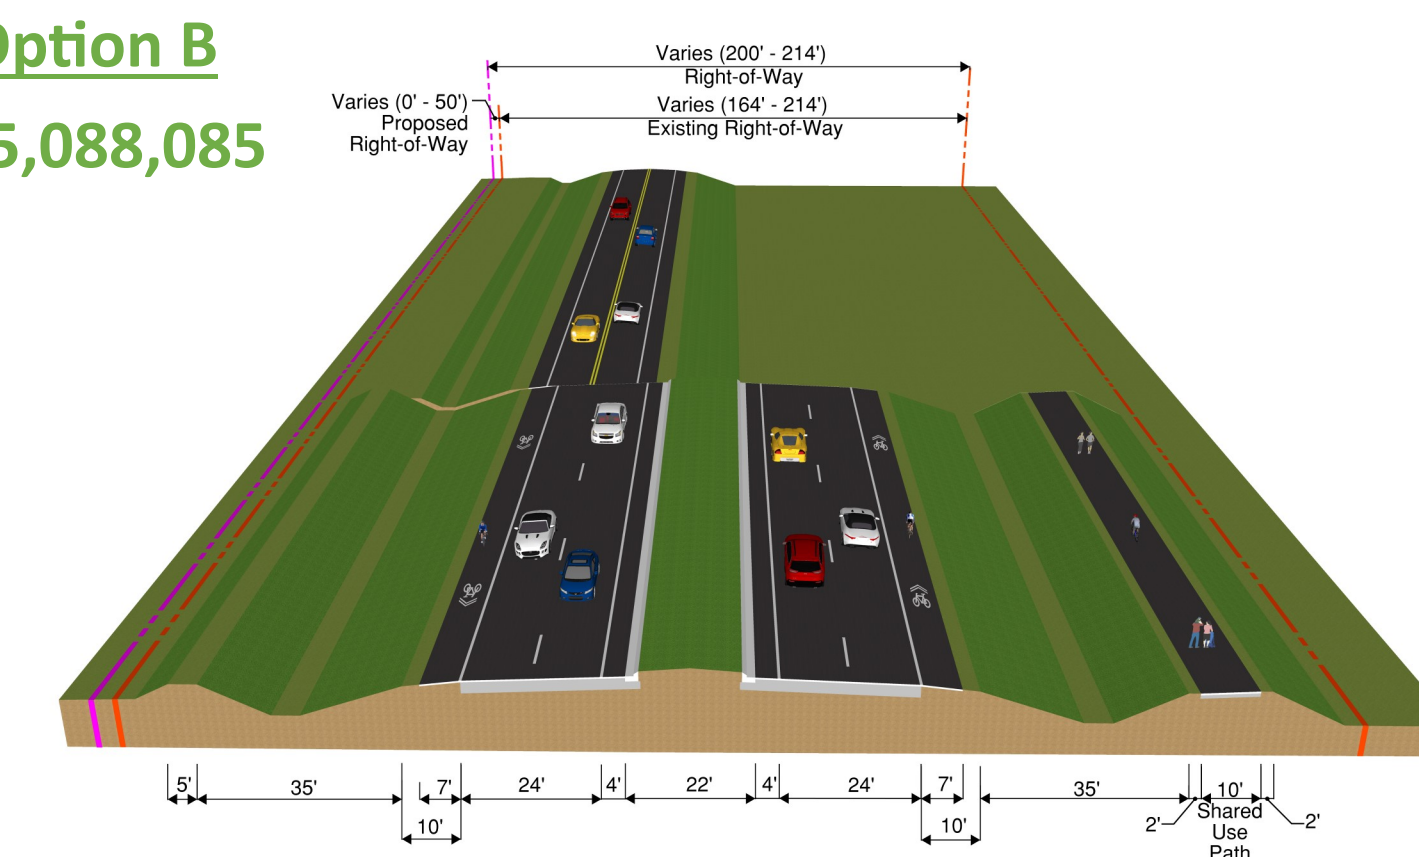 Option B
5,088,085
Varies (200' - 214')
Right-of-Way
Varies (0' - 50')
Proposed
Right-of-Way
Varies (164' - 214')
Existing Right-of-Way
5'
35'
7'
24'
4'
22'
4'
24'
7'
35'
10'
10'
10'
2'
Shared
Use
Path
2'